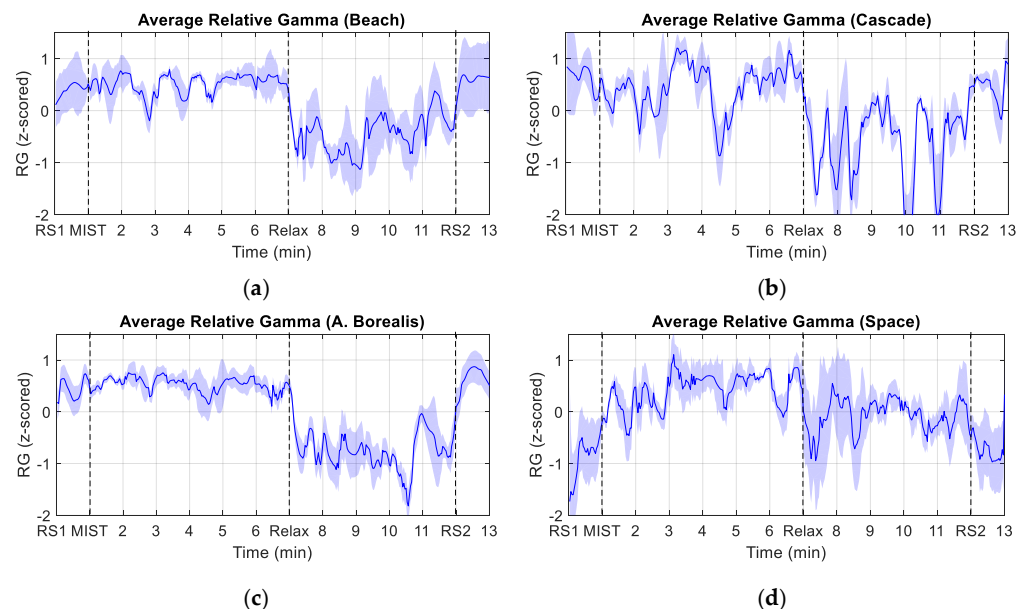 Average Relative Gamma (Beach)
RG (z-scored)
1
0
-1
-2
RS1 MIST 2 3 4 5 6 Relax 8 9 10 11 RS2 13
Time (min)
(a)
Average Relative Gamma (Cascade)
RG (z-scored)
1
0
-1
-2
RS1 MIST 2 3 4 5 6 Relax 8 9 10 11 RS2 13
Time (min)
(b)
Average Relative Gamma (A. Borealis)
RG (z-scored)
1
0
-1
-2
RS1 MIST 2 3 4 5 6 Relax 8 9 10 11 RS2 13
Time (min)
(c)
Average Relative Gamma (Space)
RG (z-scored)
1
0
-1
-2
RS1 MIST 2 3 4 5 6 Relax 8 9 10 11 RS2 13
Time (min)
(d)